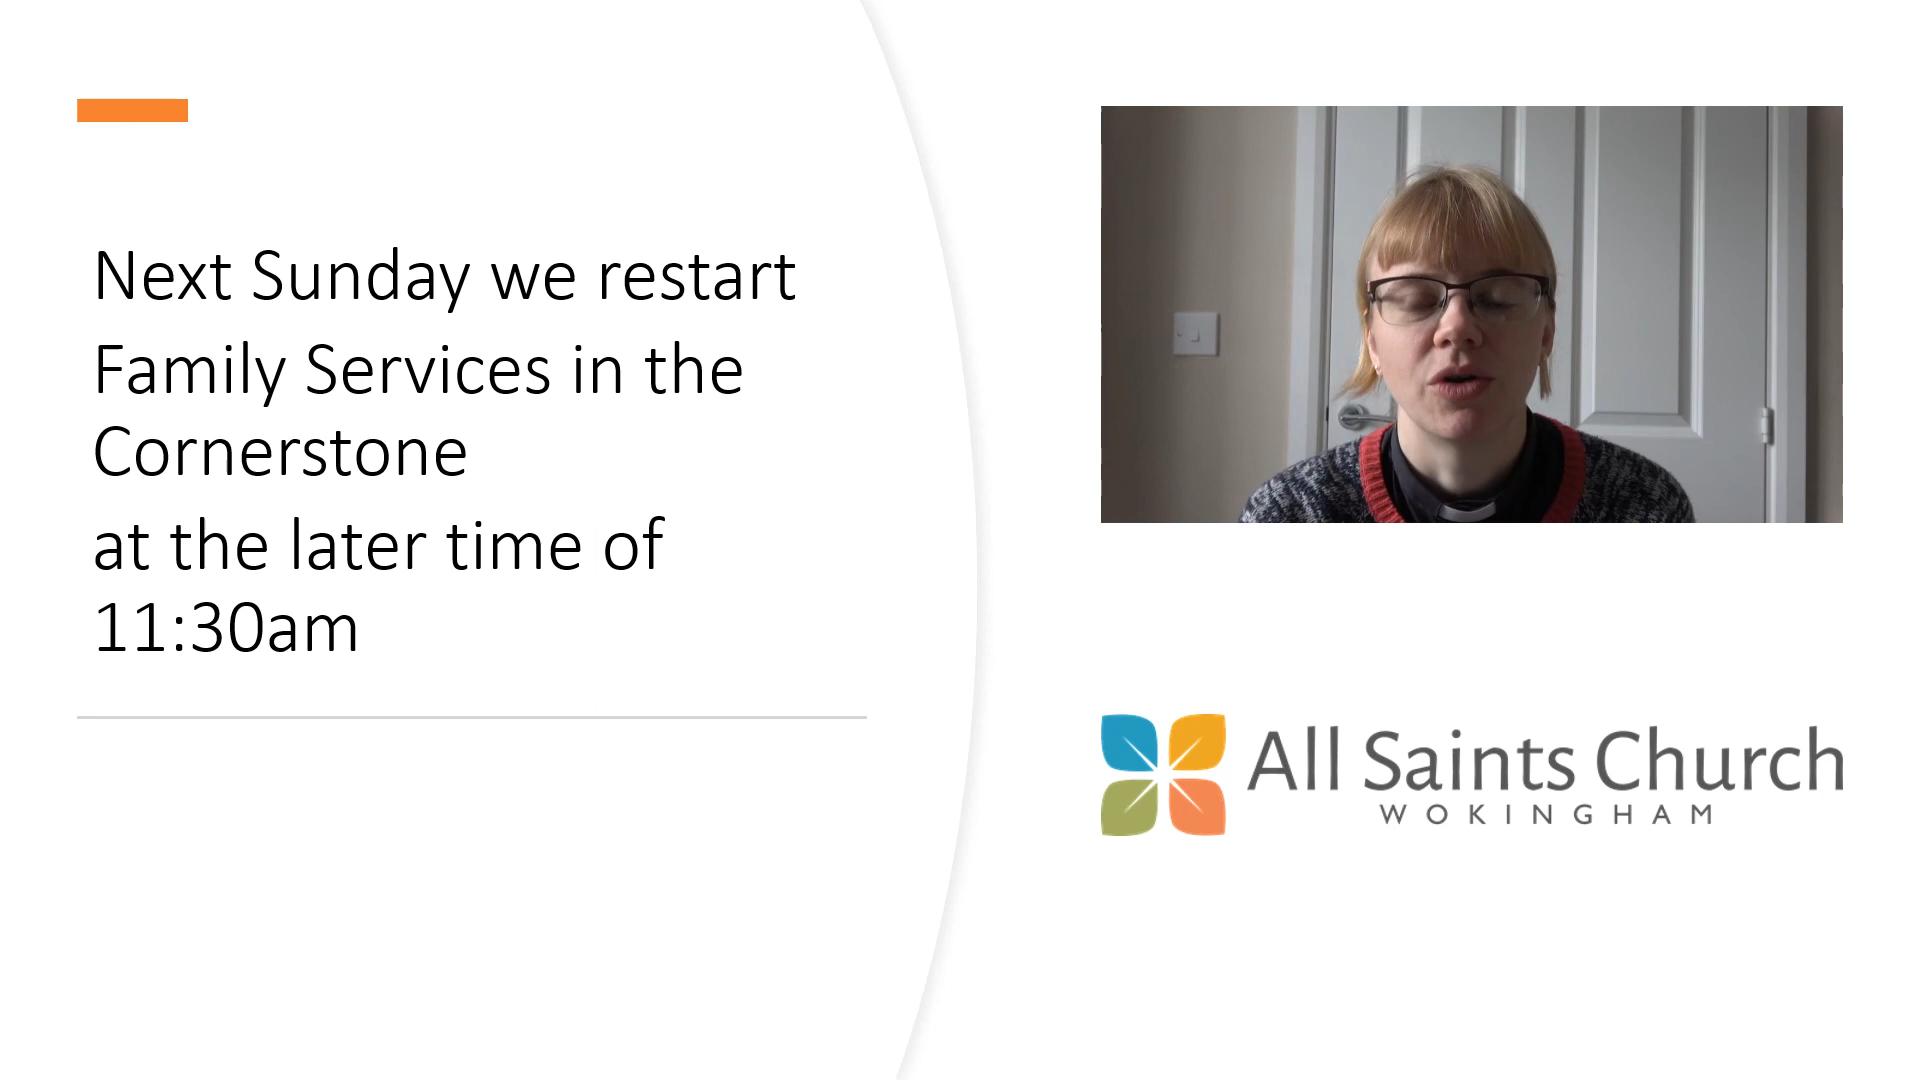 Next Sunday we restart
Family Services in the
Cornerstone
at the later time of
11:30am
All Saints Church
WOKINGHAM